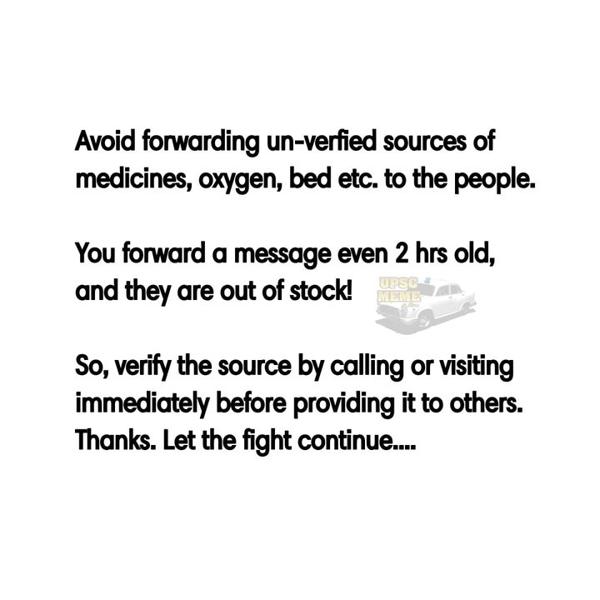 Avoid forwarding un-verfied sources of
medicines, oxygen, bed etc. to the people.
You forward a message even 2 hrs old,
and they are out of stock!
UPSC
MEME
So, verify the source by calling or visiting
immediately before providing it to others.
Thanks. Let the fight continue....